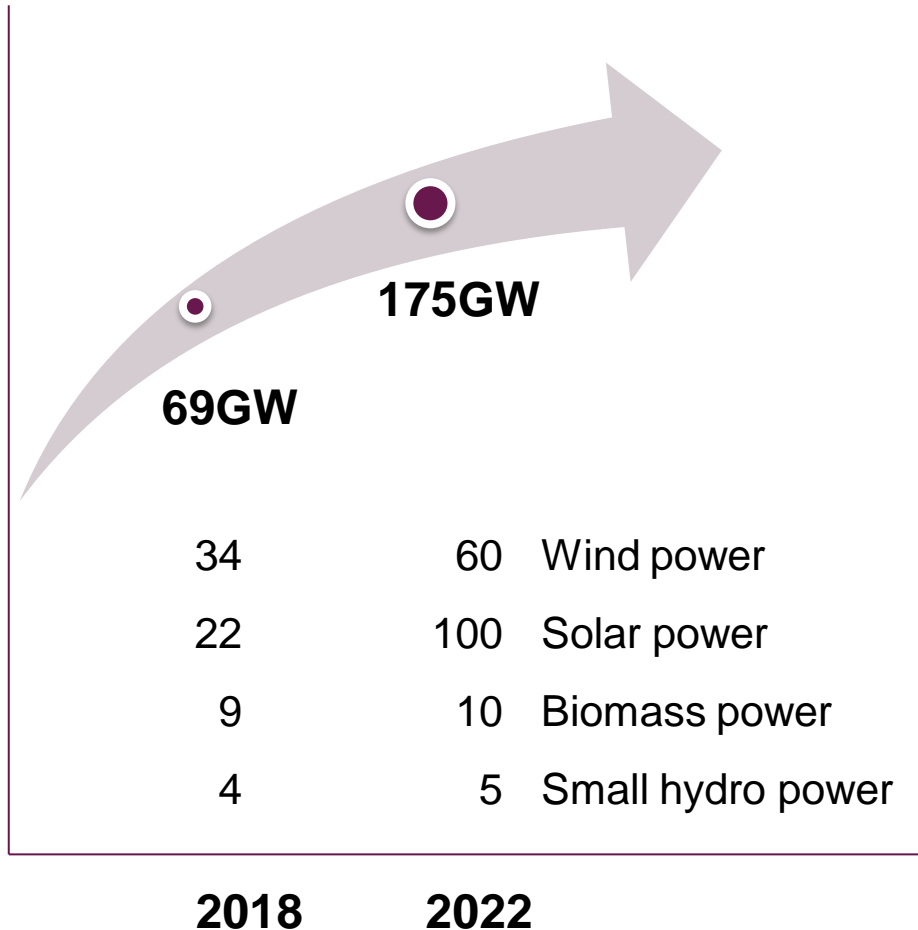 175GW
69GW
34 60 Wind power
22 100 Solar power
9 10 Biomass power
4 5 Small hydro power
2018 2022